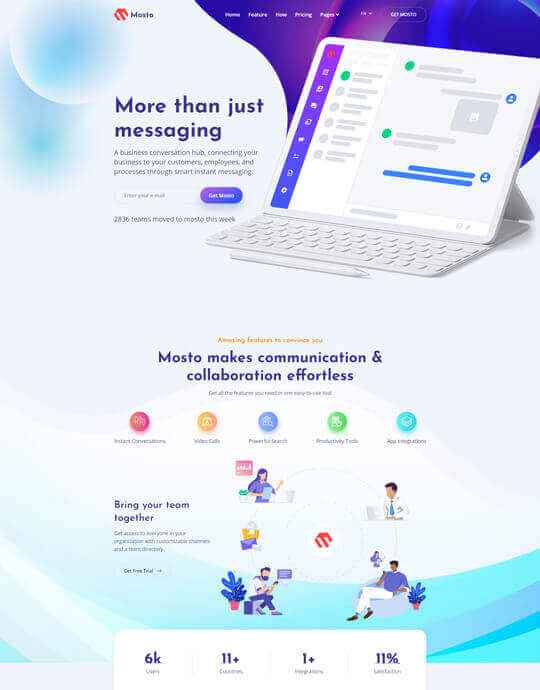 Mosto
Home Feature How Pricing Pages EN GET MOSTO
More than just
messaging
A business conversation hub, connecting your
business to your customers, employees, and
processes through smart instant messaging.
Enter your e-mail Get Mosto
2836 teams moved to mosto this week
Amazing features to convince you
Mosto makes communication &
collaboration effortless
Get all the features you need in one easy-to-use tool
Instant Conversations Video Calls Powerful Search Productivity Tools App Integrations
Bring your team
together
Get access to everyone in your
organisation with customizable channels
and a team directory.
Get Free Trial →
6k 11+ 1+ 11%
Users Countries Integrations Satisfaction